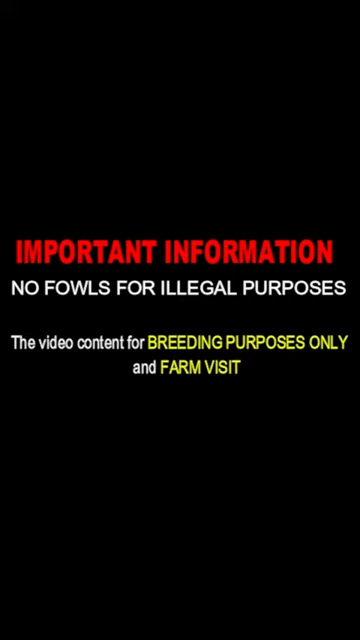 IMPORTANT INFORMATION
NO FOWLS FOR ILLEGAL PURPOSES
The video content for BREEDING PURPOSES ONLY
and FARM VISIT